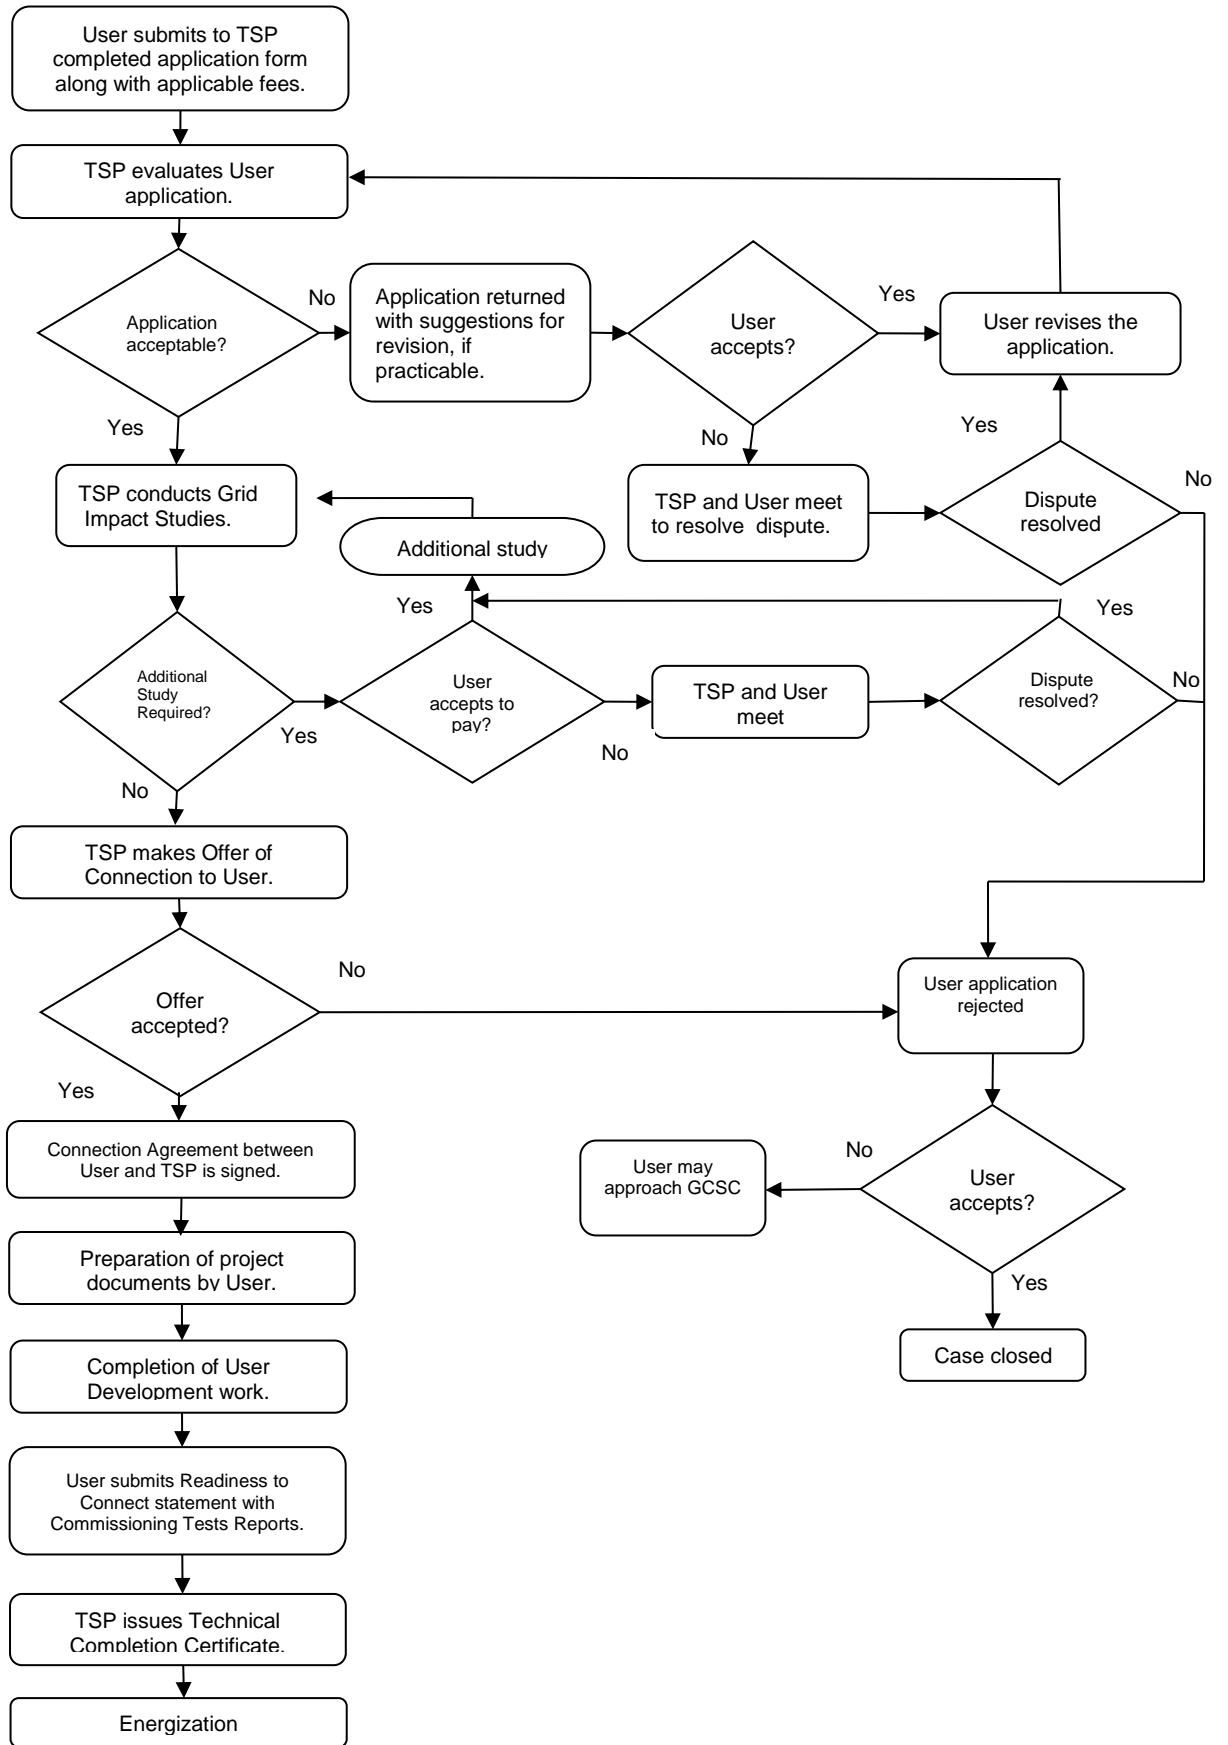 User submits to TSP
completed application form
along with applicable fees.
TSP evaluates User
application.
Application
acceptable?
No
Application returned
with suggestions for
revision, if
practicable.
User
accepts?
Yes
User revises the
application.
Yes
No
Yes
TSP conducts Grid
Impact Studies.
Additional study
TSP and User meet
to resolve dispute.
Dispute
resolved
No
Yes
Yes
Additional
Study
Required?
Yes
User
accepts to
pay?
No
TSP and User
meet
Dispute
resolved?
No
No
TSP makes Offer of
Connection to User.
Offer
accepted?
No
User application
rejected
Yes
Connection Agreement between
User and TSP is signed.
User may
approach GCSC
No
User
accepts?
Preparation of project
documents by User.
Yes
Case closed
Completion of User
Development work.
User submits Readiness to
Connect statement with
Commissioning Tests Reports.
TSP issues Technical
Completion Certificate.
Energization